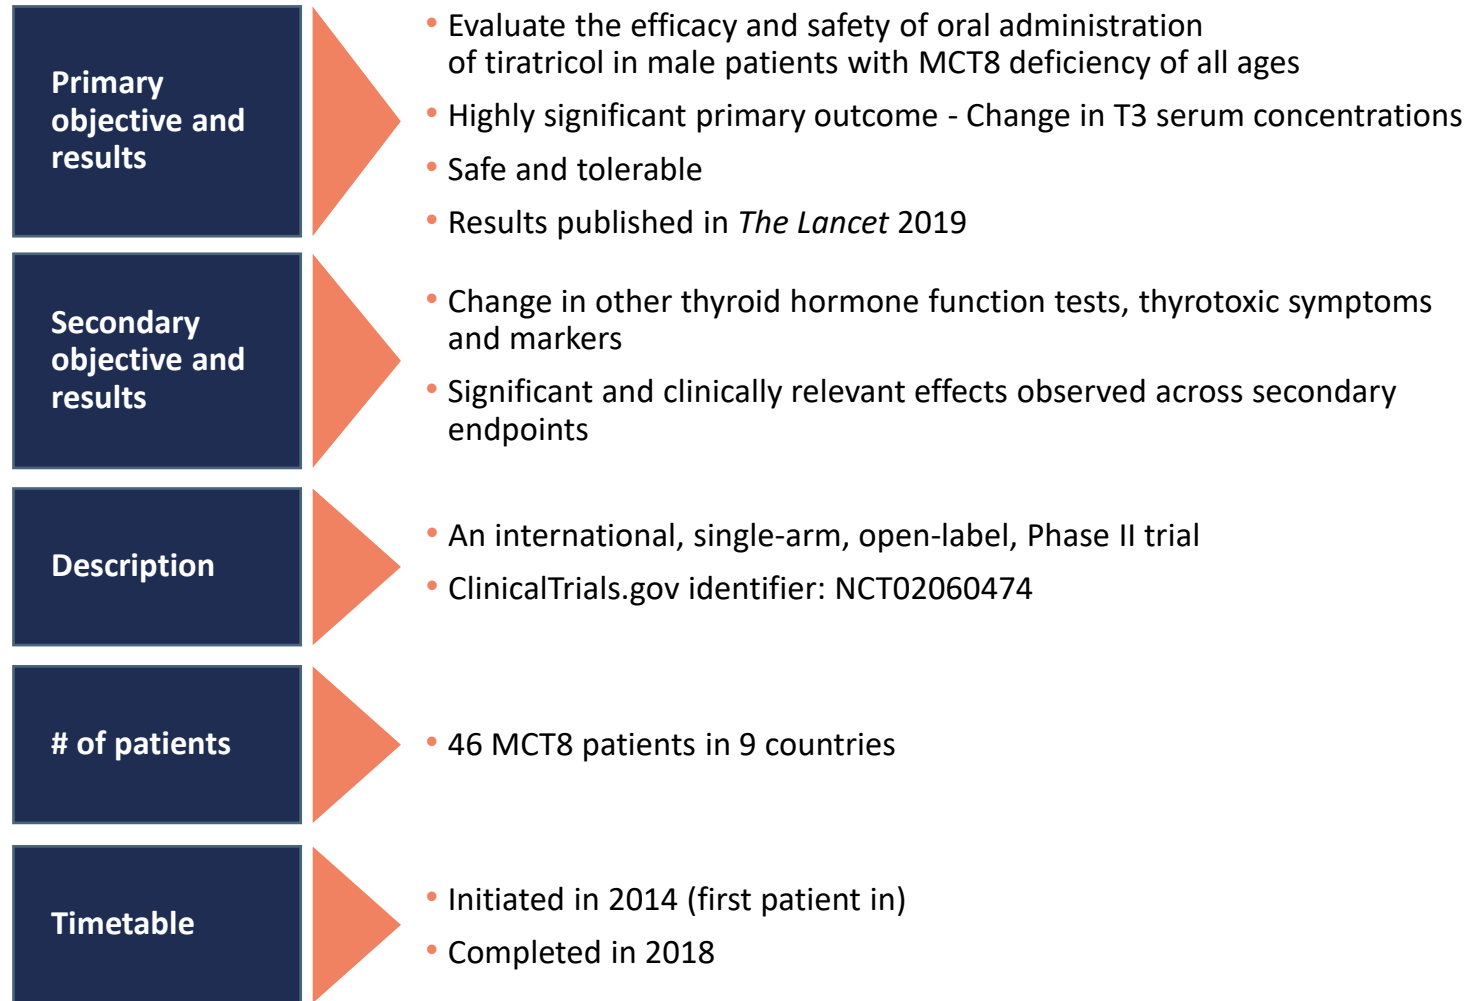 Primary
objective and
results
• Evaluate the efficacy and safety of oral administration
of tiratricol in male patients with MCT8 deficiency of all ages
• Highly significant primary outcome - Change in T3 serum concentrations
• Safe and tolerable
• Results published in The Lancet 2019
Secondary
objective and
results
• Change in other thyroid hormone function tests, thyrotoxic symptoms
and markers
• Significant and clinically relevant effects observed across secondary
endpoints
Description
• An international, single-arm, open-label, Phase II trial
• ClinicalTrials.gov identifier: NCT02060474
# of patients
• 46 MCT8 patients in 9 countries
Timetable
• Initiated in 2014 (first patient in)
• Completed in 2018